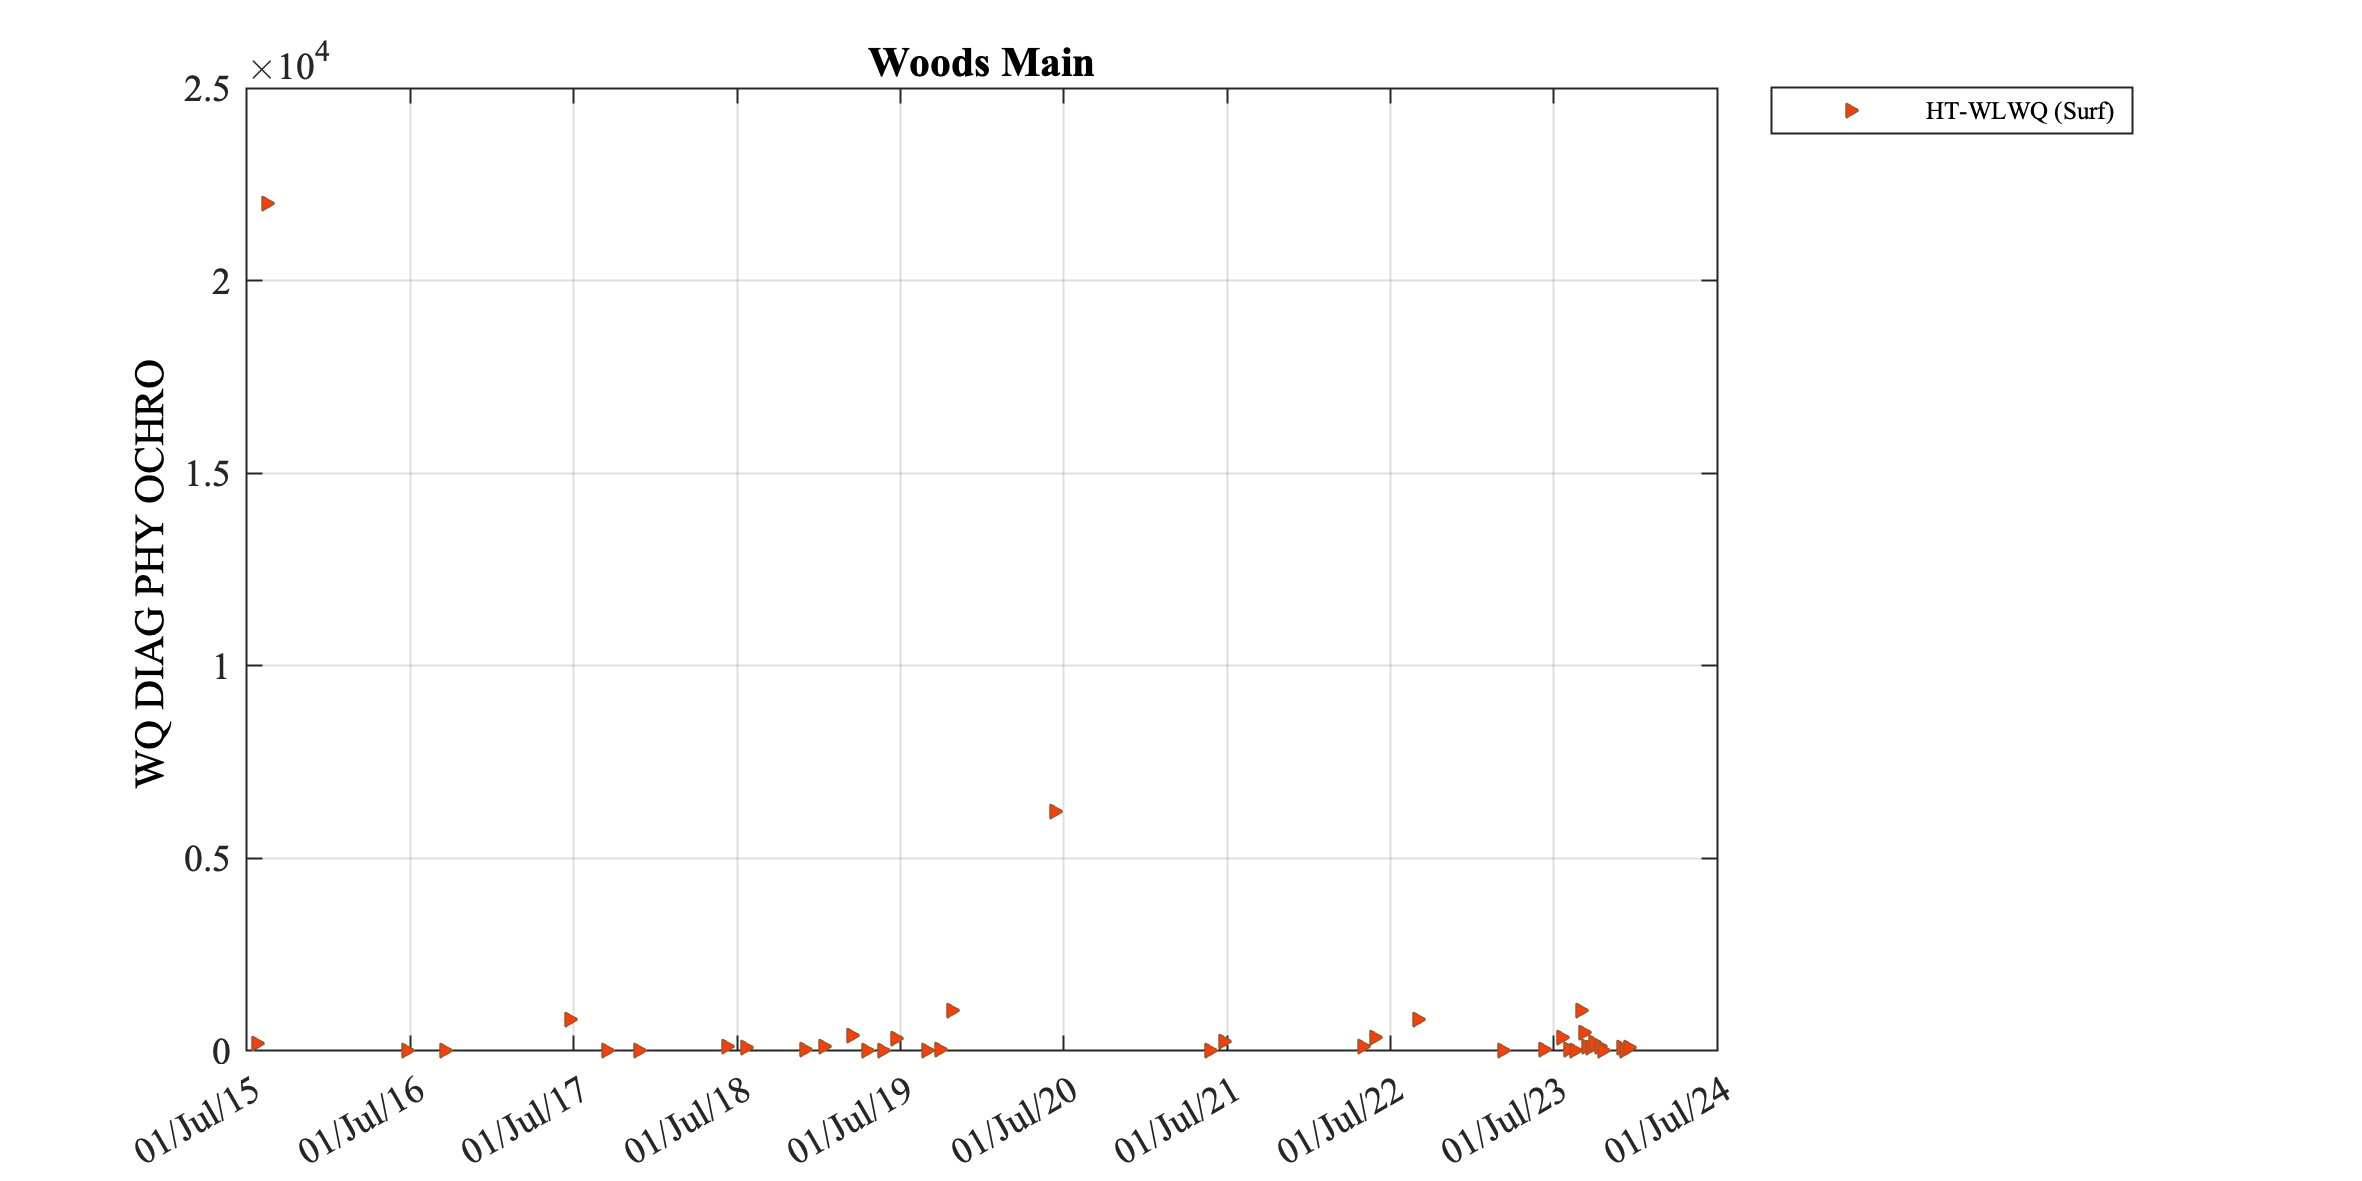 Woods Main
×10⁴
HT-WLWQ (Surf)
WQ DIAG PHY OCHRO
2.5
2
1.5
1
0.5
0
01/Jul/15
01/Jul/16
01/Jul/17
01/Jul/18
01/Jul/19
01/Jul/20
01/Jul/21
01/Jul/22
01/Jul/23
01/Jul/24